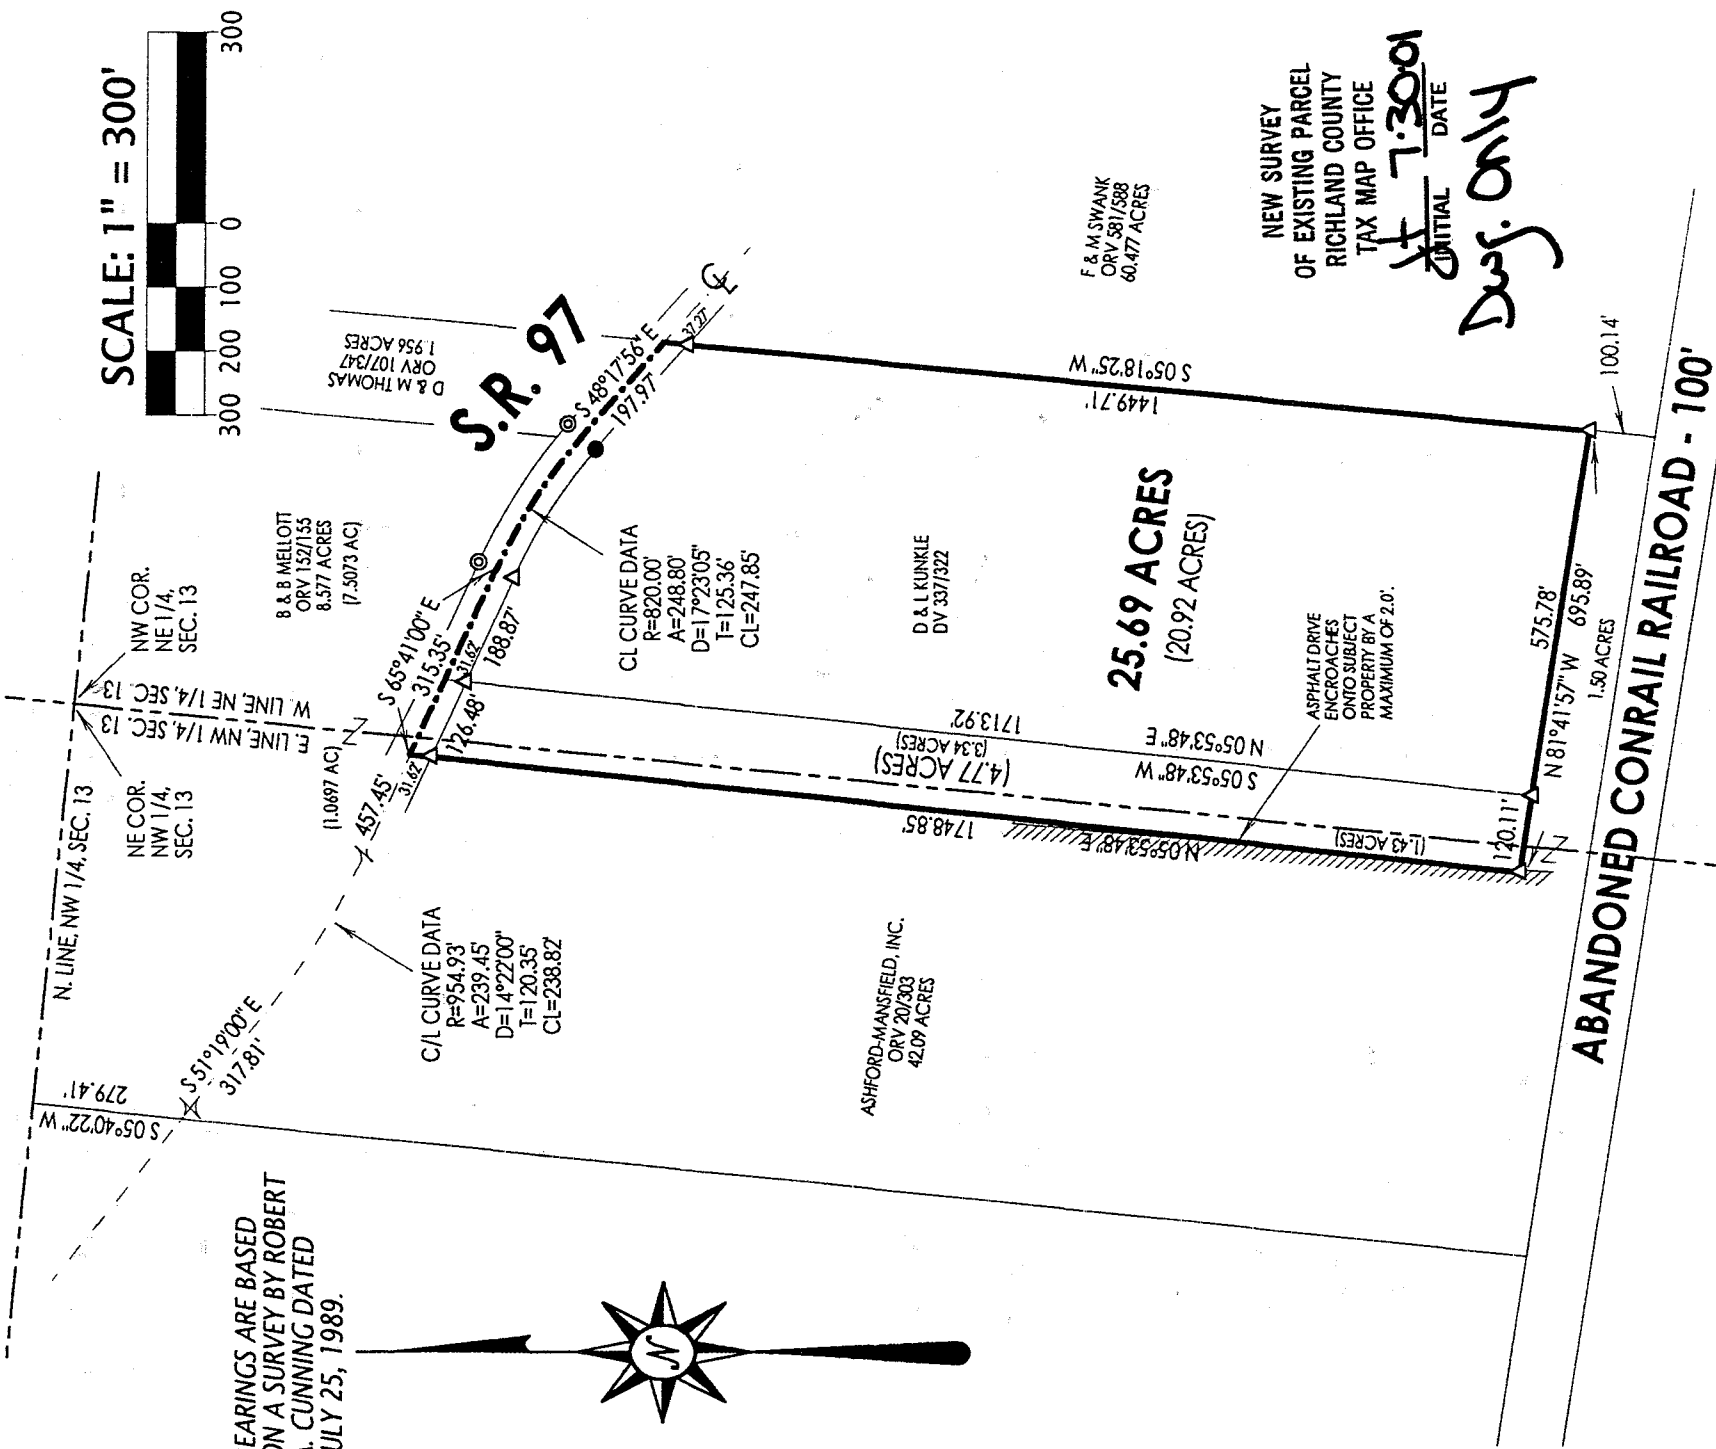 SCALE: 1" = 300'
300
200
100
0
300
N. LINE, NW 1/4, SEC. 13
NE COR.
NW 1/4,
SEC. 13
NW COR.
NE 1/4,
SEC. 13
E. LINE, NW 1/4, SEC. 13
W. LINE, NE 1/4, SEC. 13
B & B MELLOTT
ORV 152/155
8.577 ACRES
(7.5073 AC)
(1.0697 AC)
D & M THOMAS
ORV 107/347
1.956 ACRES
S.R. 97
CL
S 05°40'22" W
279.41'
S 51°19'00" E
317.81'
457.45'
31.62'
S 65°41'00" E
315.35'
126.48'
31.62'
188.87'
S 48°17'56" E
197.97'
37.27'
C/L CURVE DATA
R=954.93'
A=239.45'
D=14°22'00"
T=120.35'
CL=238.82'
CL CURVE DATA
R=820.00'
A=248.80'
D=17°23'05"
T=125.36'
CL=247.85'
D & L KUNKLE
DV 337/322
F & M SWANK
ORV 581/588
60.477 ACRES
S 05°18'25" W
1449.71'
1713.92'
N 05°53'48" E
S 05°53'48" W
(3.34 ACRES)
(4.77 ACRES)
1748.85'
N 05°53'48" E
(1.43 ACRES)
25.69 ACRES
(20.92 ACRES)
ASPHALT DRIVE
ENCROACHES
ONTO SUBJECT
PROPERTY BY A
MAXIMUM OF 2.0'.
ASHFORD-MANSFIELD, INC.
ORV 20/303
42.09 ACRES
120.11'
575.78'
N 81°41'57" W 695.89'
1.50 ACRES
100.14'
ABANDONED CONRAIL RAILROAD - 100'
EARINGS ARE BASED
ON A SURVEY BY ROBERT
A. CUNNING DATED
ULY 25, 1989.
N
NEW SURVEY
OF EXISTING PARCEL
RICHLAND COUNTY
TAX MAP OFFICE
7.30.01
INITIAL DATE
Dwg. Only